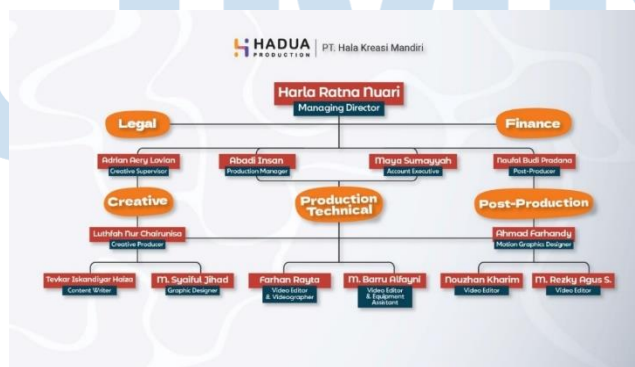 HADUA
PRODUCTION
PT. Hala Kreasi Mandiri
Harla Ratna Nuari
Managing Director
Legal
Finance
Adrian Aery Lovian
Creative Supervisor
Abadi Insan
Production Manager
Maya Sumayyah
Account Executive
Naufal Budi Pradana
Post-Producer
Creative
Production
Technical
Post-Production
Luthfah Nur Chairunisa
Creative Producer
Ahmad Farhandy
Motion Graphic Designer
Tevkar Iskandiyar Haiza
Content Writer
M. Syaiful Jihad
Graphic Designer
Farhan Rayta
Video Editor
& Videographer
M. Barru Alfayni
Video Editor
& Equipment
Assistant
Nouzhan Kharim
Video Editor
M. Rezky Agus S.
Video Editor